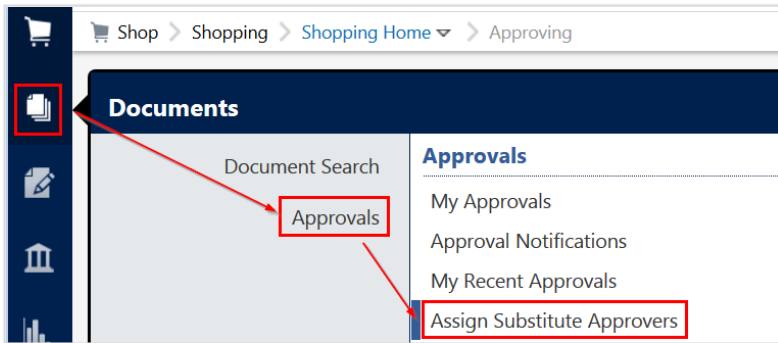 Shop > Shopping > Shopping Home > Approving
Documents
Document Search
Approvals
Approvals
My Approvals
Approval Notifications
My Recent Approvals
Assign Substitute Approvers